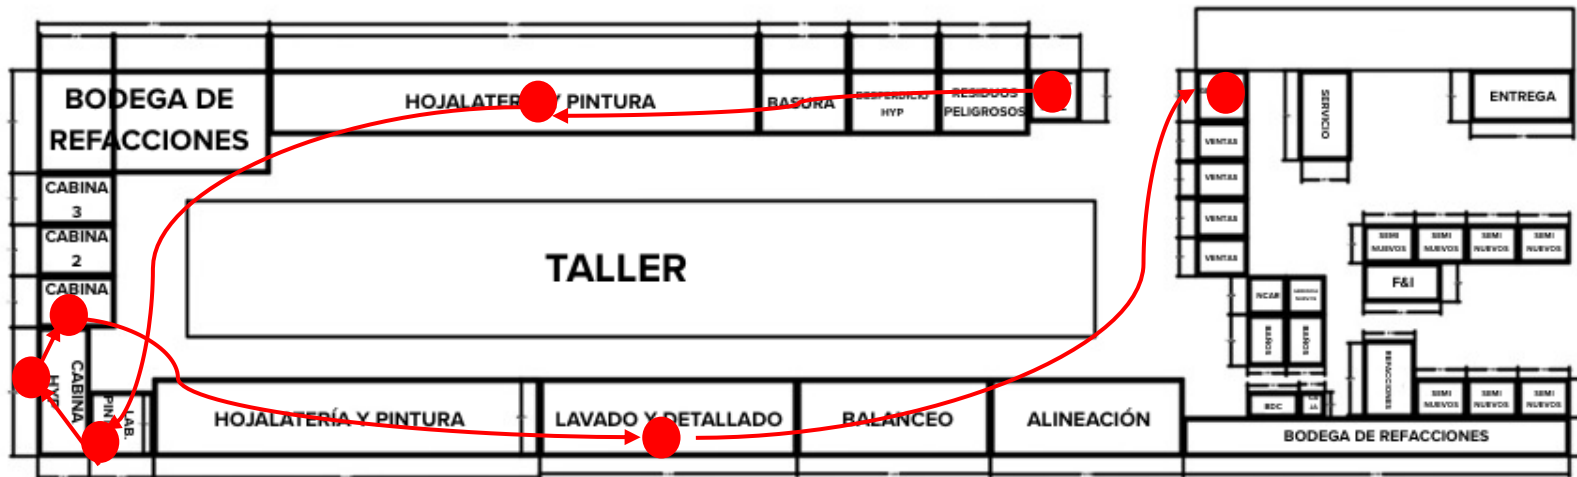 BODEGA DE
REFACCIONES
HOJALATERÍA Y PINTURA
BASURA
DESPERDICIO
HYP
RESIDUOS
PELIGROSOS
SERVICIO
ENTREGA
VENTAS
VENTAS
VENTAS
VENTAS
CABINA
3
CABINA
2
CABINA
TALLER
SEMI
NUEVOS
SEMI
NUEVOS
SEMI
NUEVOS
SEMI
NUEVOS
F&I
NCAR
BAÑOS
BAÑOS
CABINA
HYP
LAB.
HOJALATERÍA Y PINTURA
LAVADO Y DETALLADO
BALANCEO
ALINEACIÓN
REFACCIONES
SEMI
NUEVOS
SEMI
NUEVOS
SEMI
NUEVOS
BDC
BODEGA DE REFACCIONES